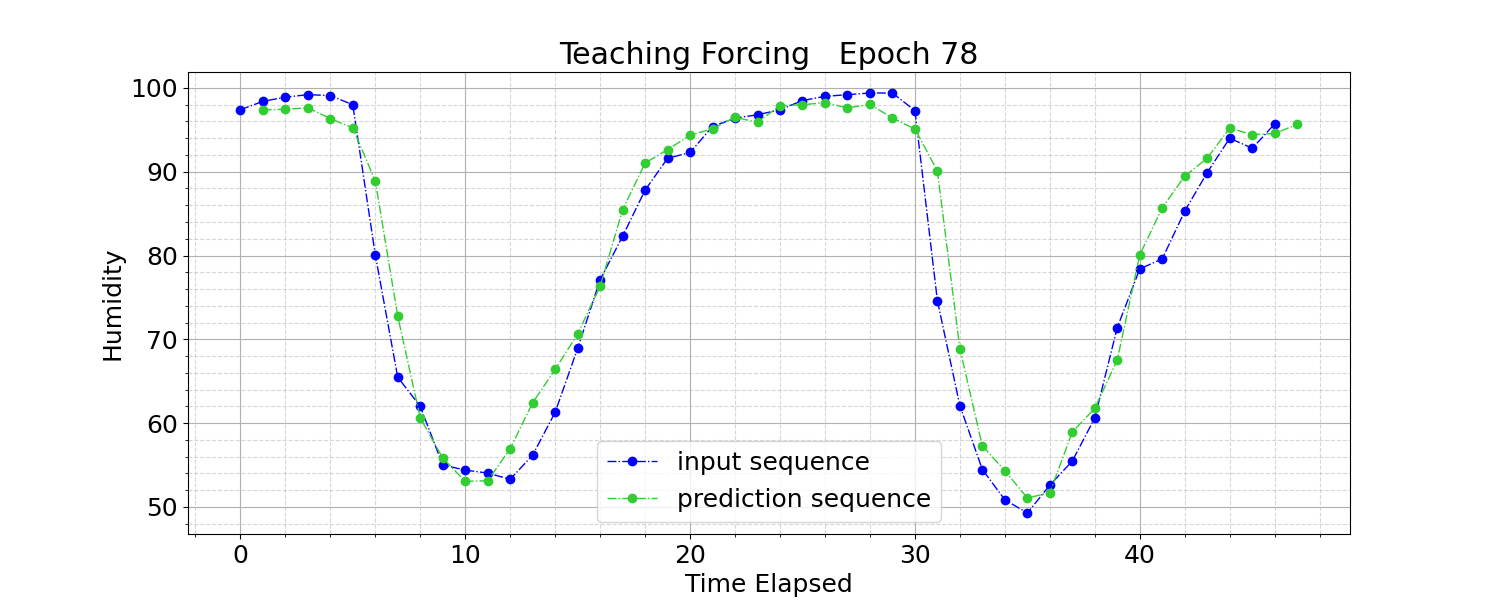 Teaching Forcing   Epoch 78
100
90
80
70
60
50
Humidity
input sequence
prediction sequence
0 10 20 30 40
Time Elapsed